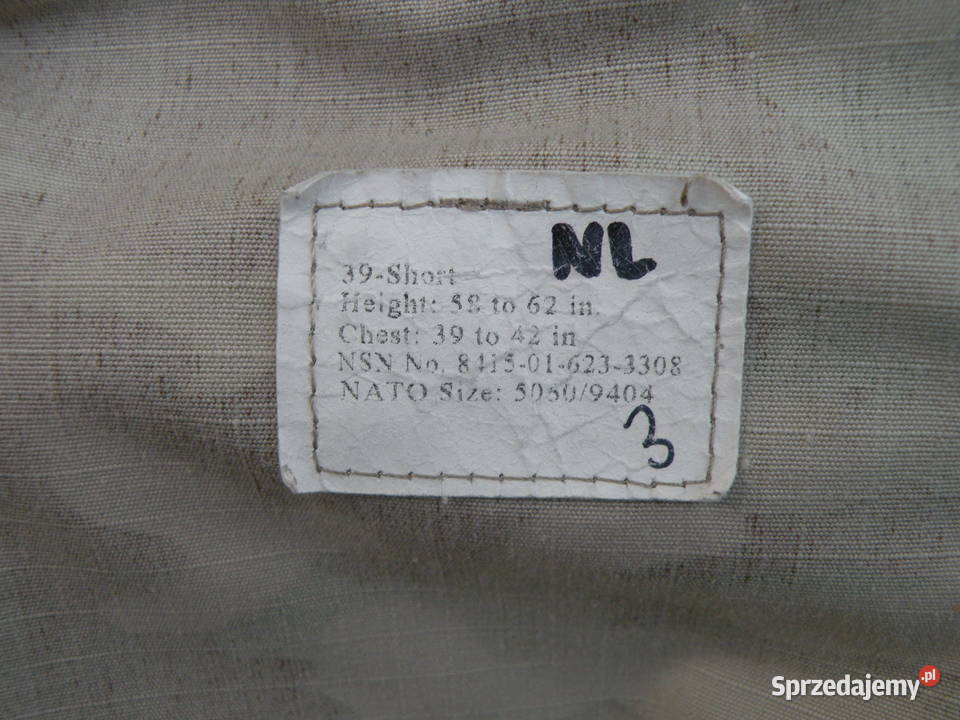 NL
39-Short
Height: 58 to 62 in.
Chest: 39 to 42 in
NSN No. 8415-01-623-3308
NATO Size: 5060/9404
3
Sprzedajemy.pl